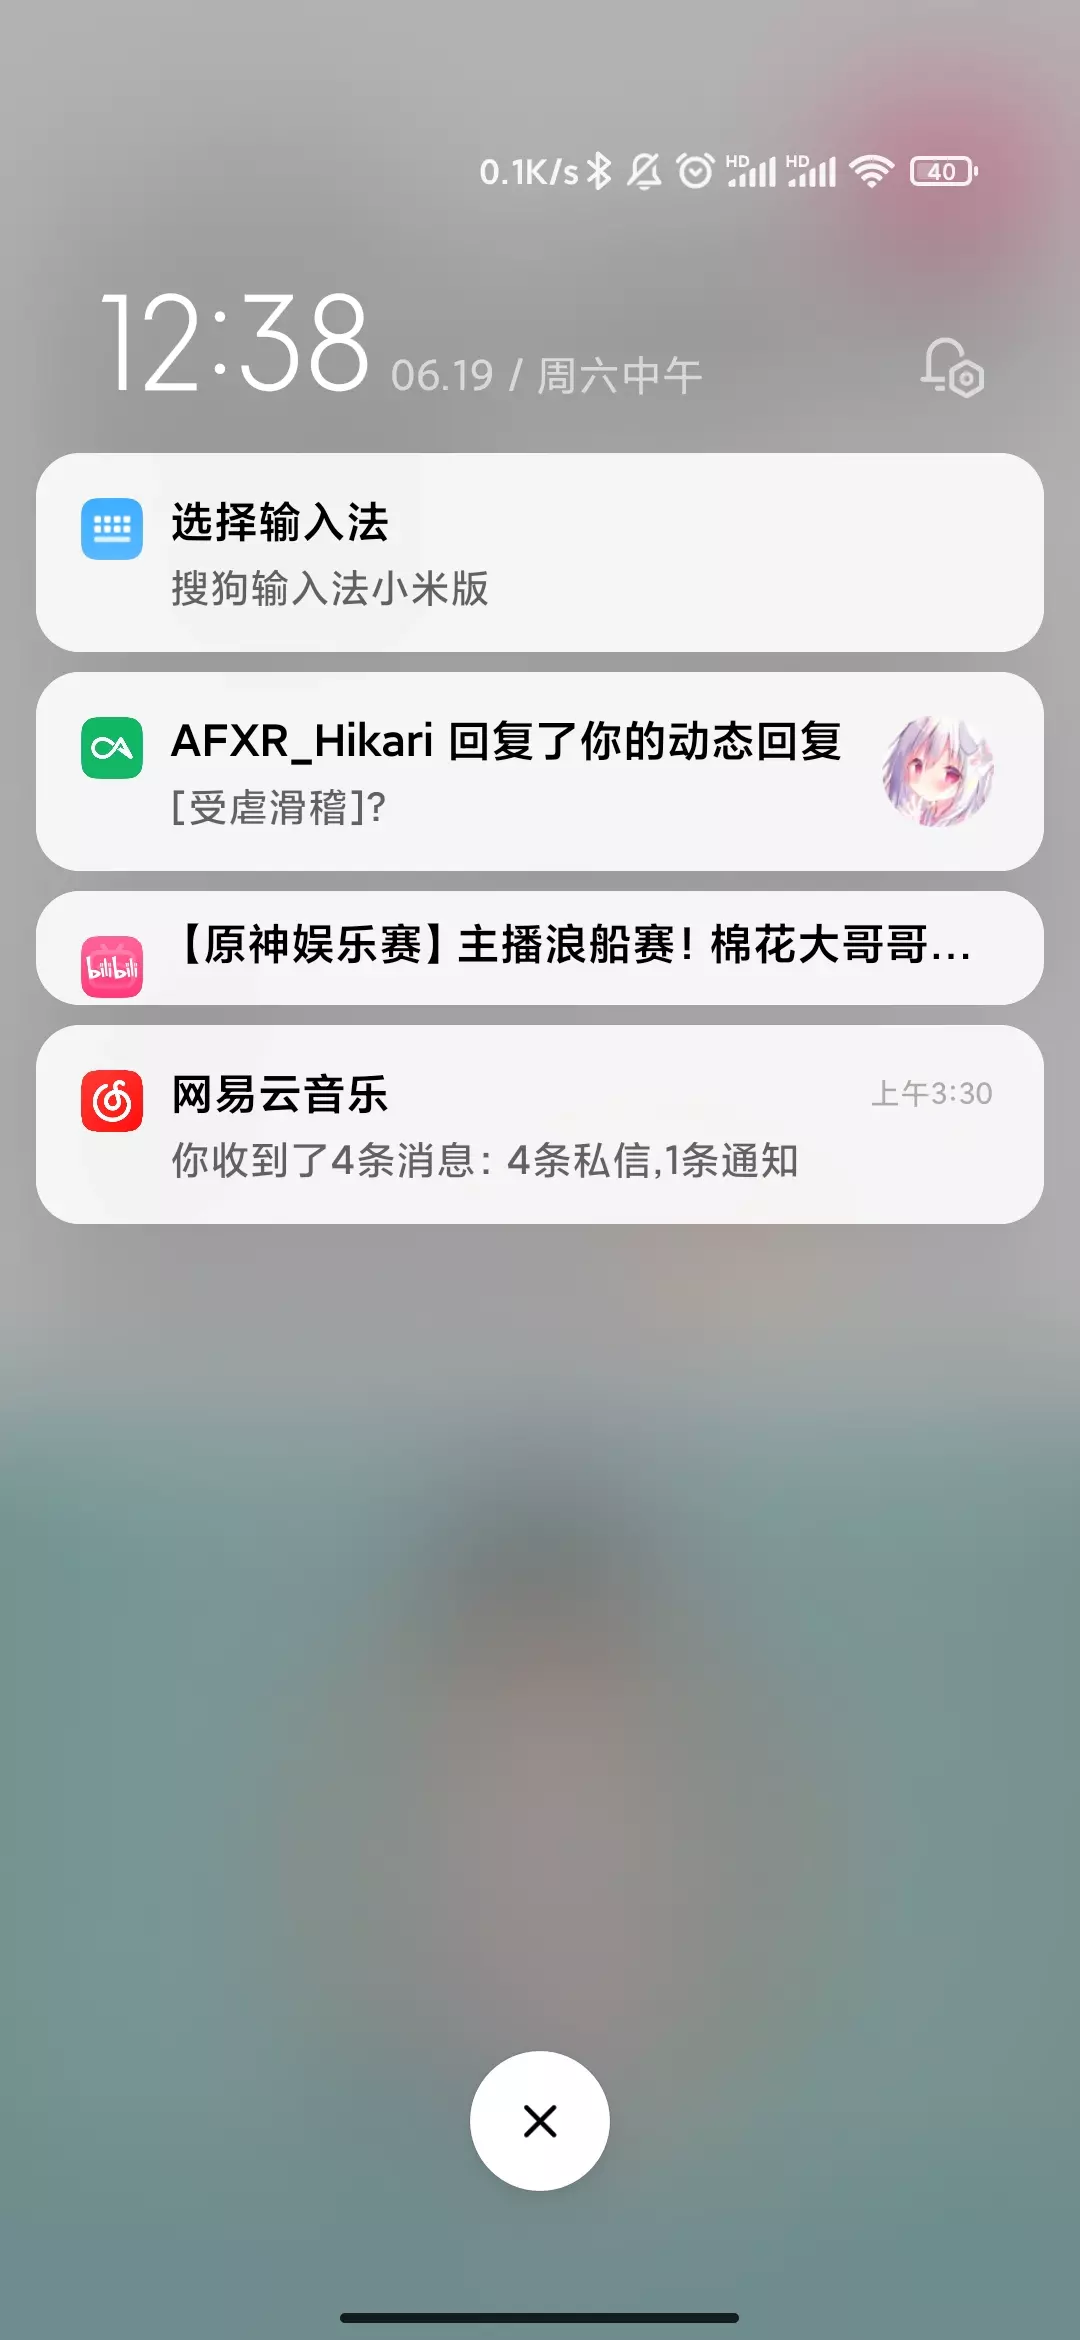 0.1K/s HD HD 40
12:38 06.19 / 周六中午
选择输入法
搜狗输入法小米版
AFXR_Hikari 回复了你的动态回复
[受虐滑稽]?
bilibili 【原神娱乐赛】主播浪船赛！棉花大哥哥...
网易云音乐 上午3:30
你收到了4条消息：4条私信,1条通知